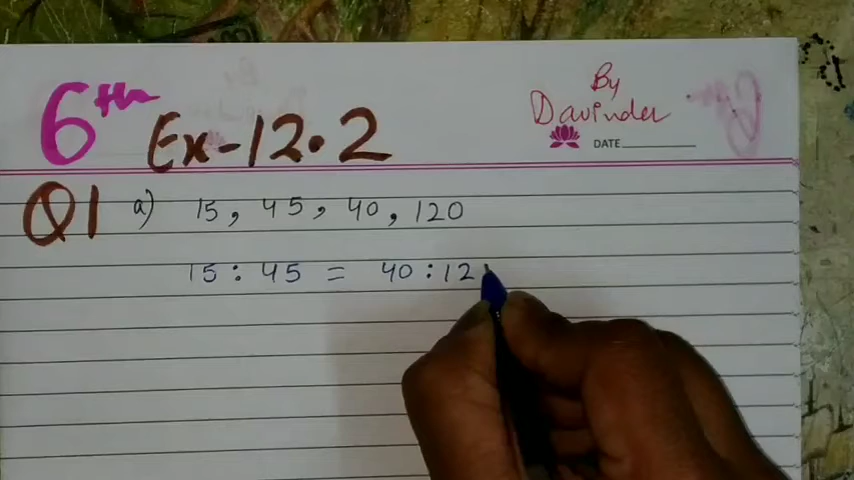 6th Ex-12.2
By
Davinder
DATE
Q1 a) 15, 45, 40, 120
15 : 45 = 40 : 12